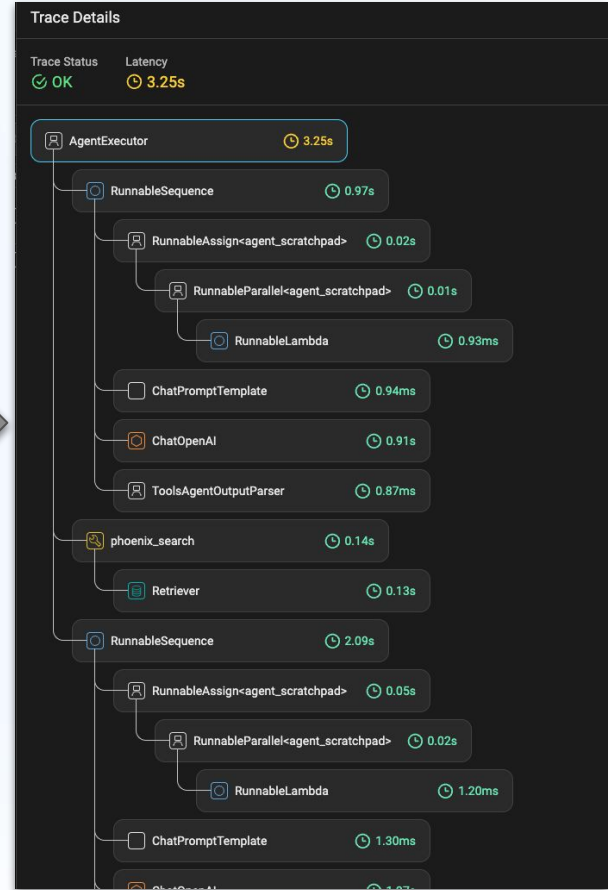 Trace Details
Trace Status Latency
OK 3.25s
AgentExecutor 3.25s
RunnableSequence 0.97s
RunnableAssign<agent_scratchpad> 0.02s
RunnableParallel<agent_scratchpad> 0.01s
RunnableLambda 0.93ms
ChatPromptTemplate 0.94ms
ChatOpenAI 0.91s
ToolsAgentOutputParser 0.87ms
phoenix_search 0.14s
Retriever 0.13s
RunnableSequence 2.09s
RunnableAssign<agent_scratchpad> 0.05s
RunnableParallel<agent_scratchpad> 0.02s
RunnableLambda 1.20ms
ChatPromptTemplate 1.30ms
ChatOpenAI